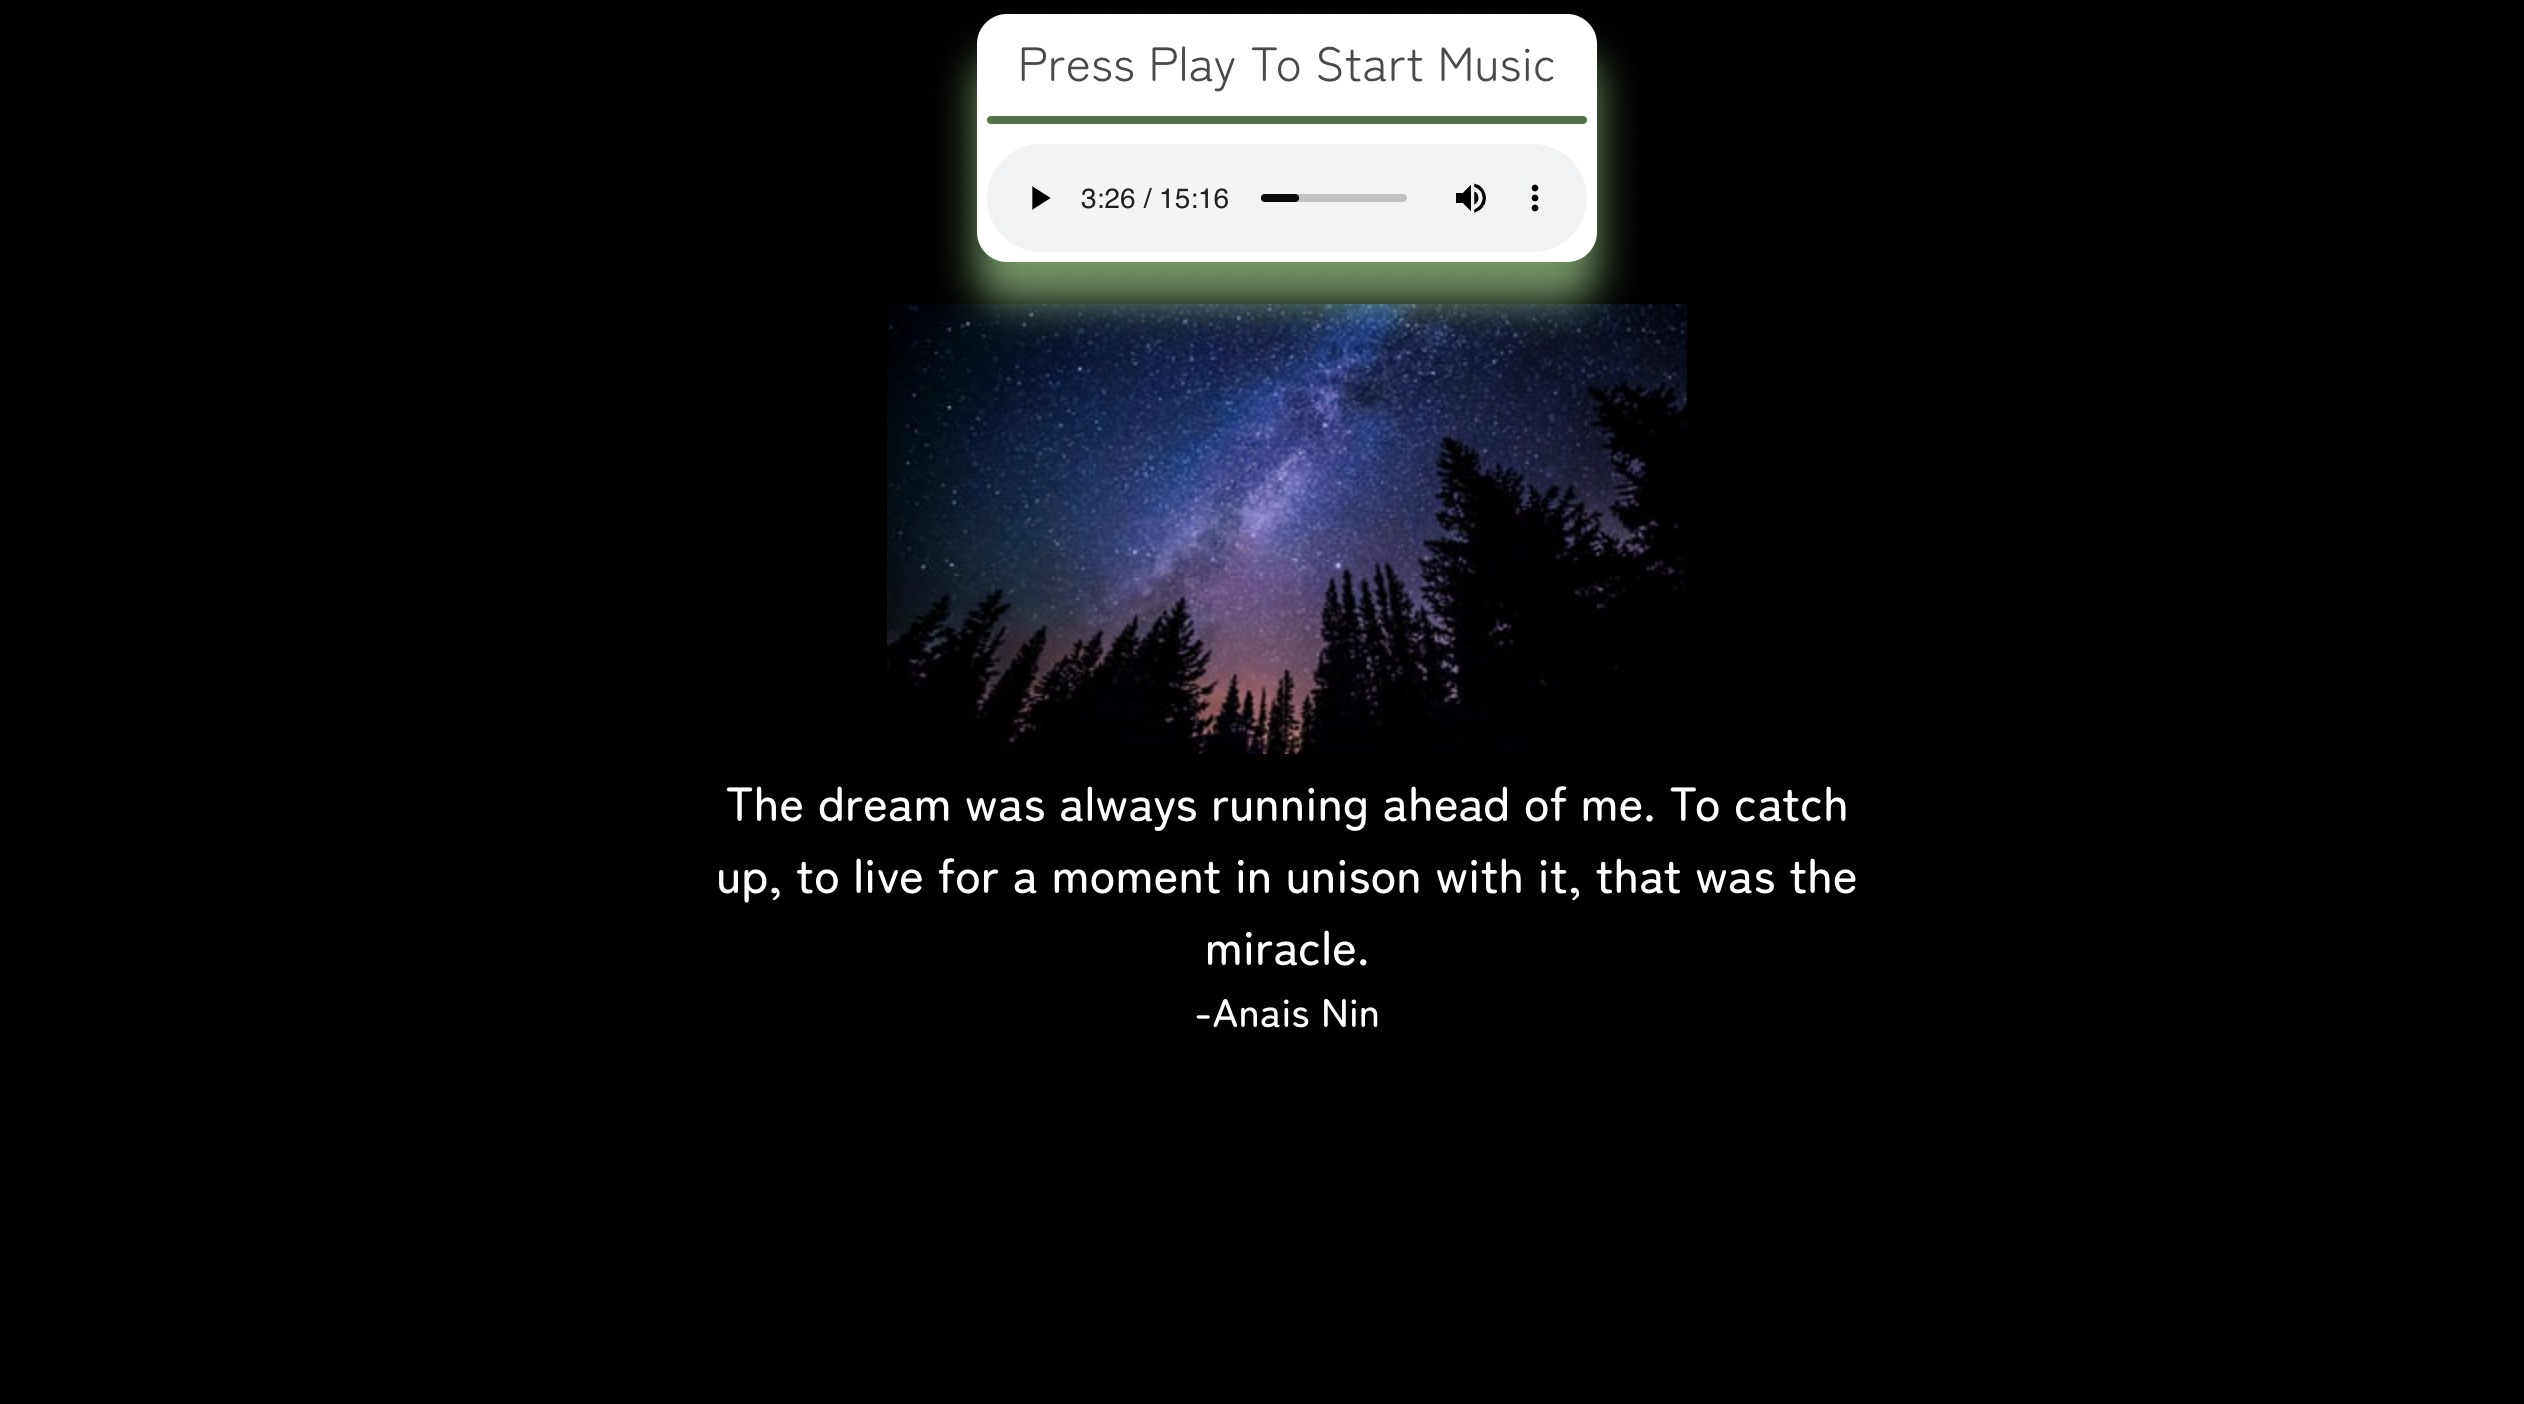 Press Play To Start Music
3:26 / 15:16
The dream was always running ahead of me. To catch
up, to live for a moment in unison with it, that was the
miracle.
-Anais Nin